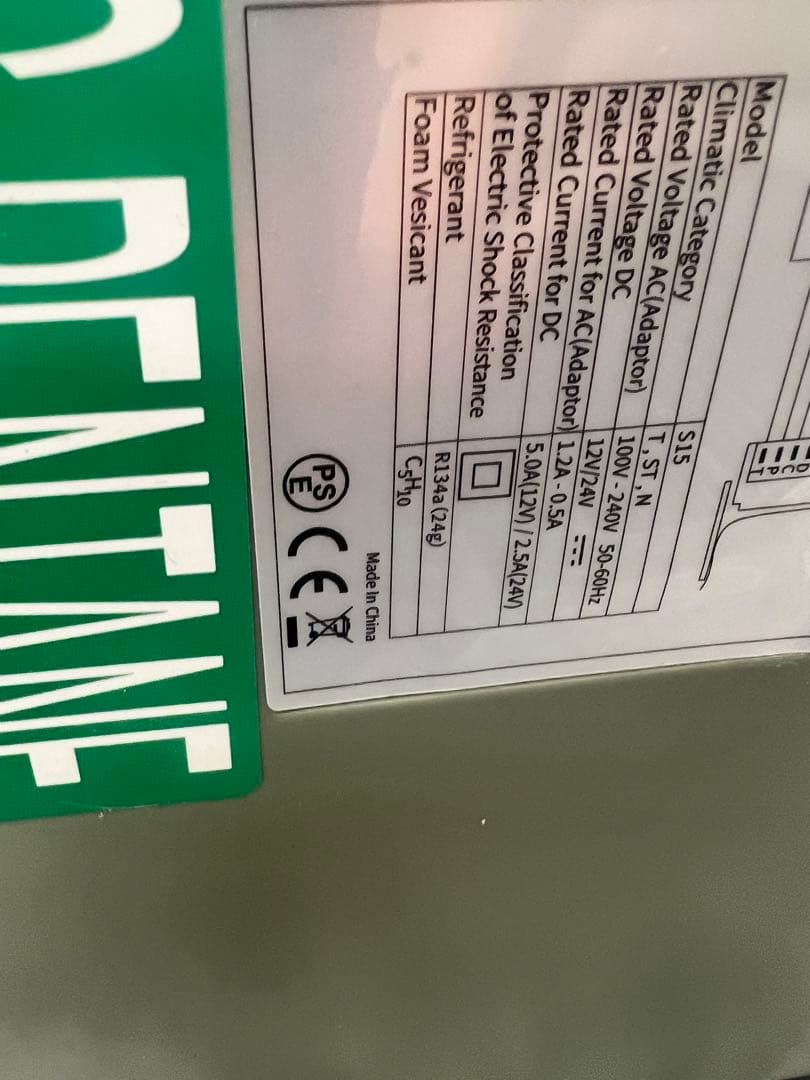 Model S15
Climatic Category T , ST , N
Rated Voltage AC(Adaptor) 100V - 240V 50-60Hz
Rated Voltage DC 12V/24V ⎓
Rated Current for AC(Adaptor) 1.2A - 0.5A
Rated Current for DC 5.0A(12V) / 2.5A(24V)
Protective Classification
of Electric Shock Resistance
Refrigerant R134a (24g)
Foam Vesicant C5H10
Made In China
PSE CE
PENTANE